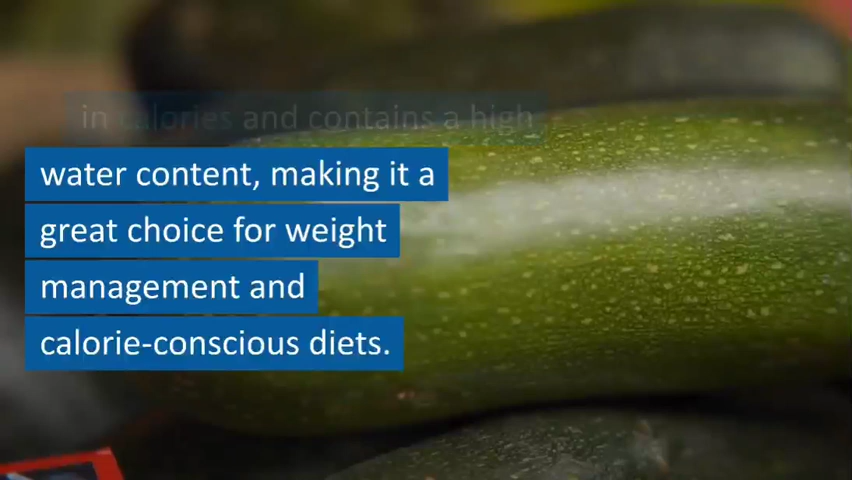 in calories and contains a high
water content, making it a
great choice for weight
management and
calorie-conscious diets.